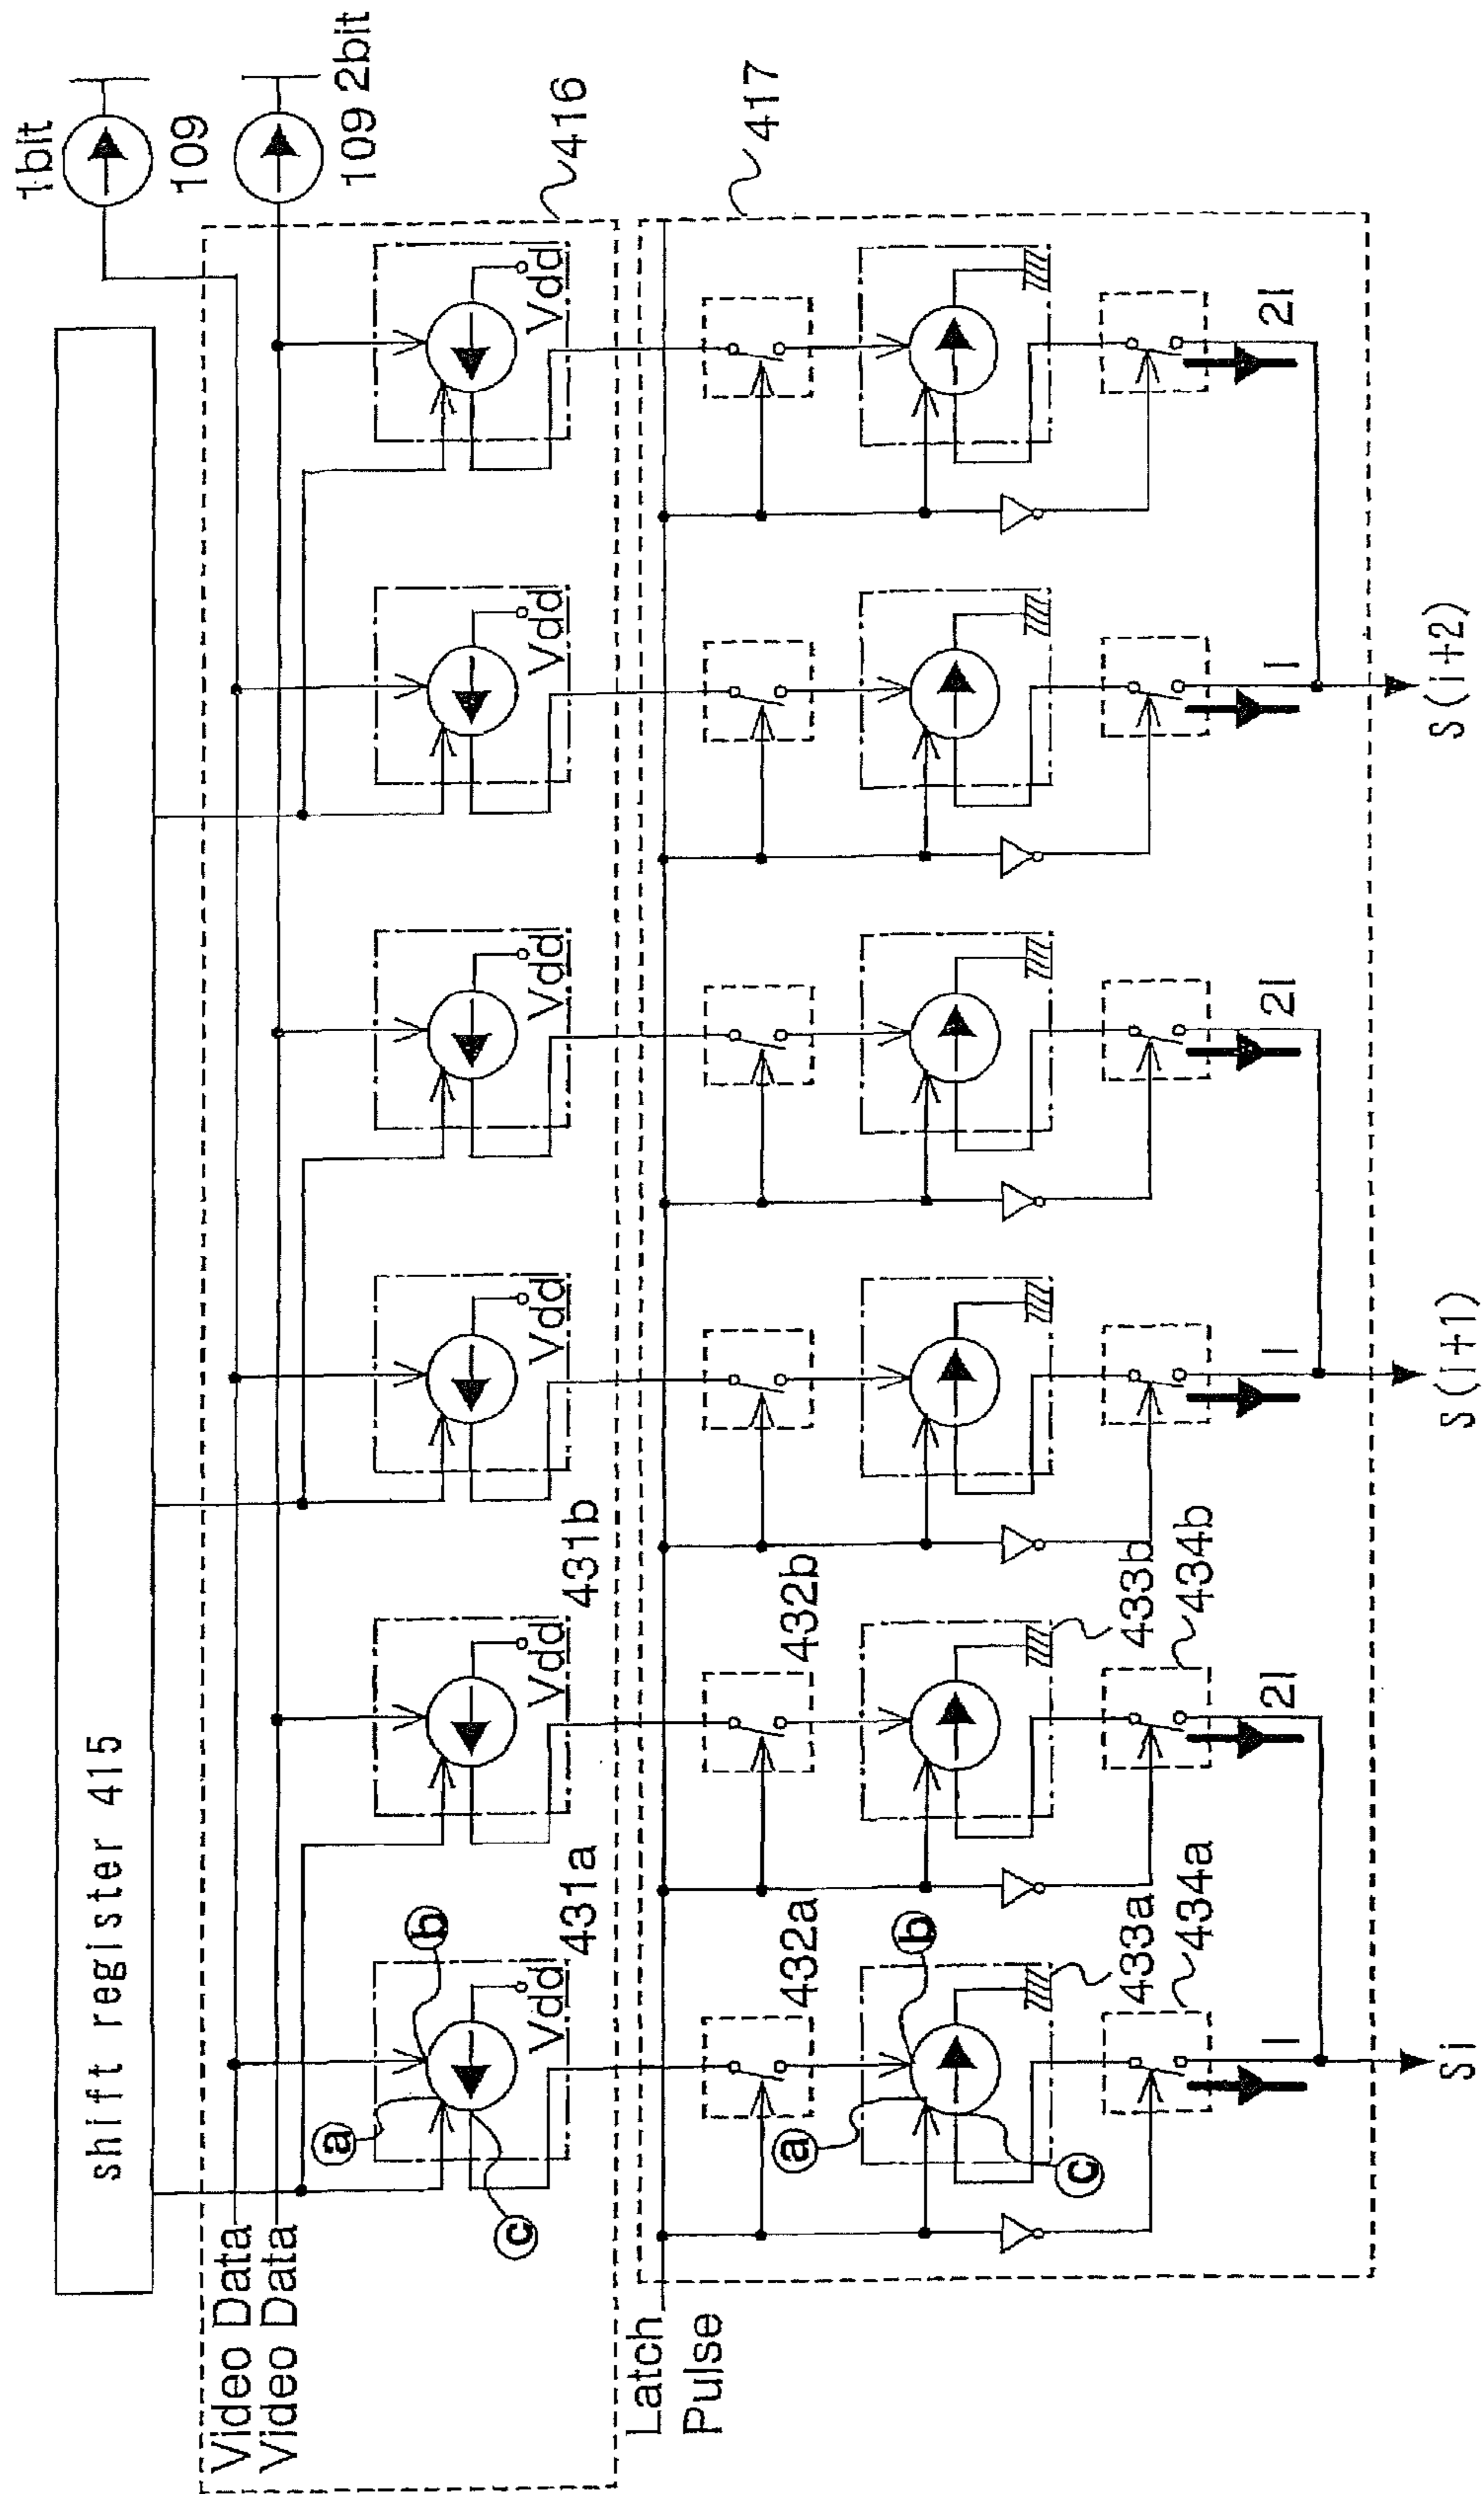 1bit
109
109 2bit
shift register 415
416
Video Data
Video Data
Vdd
Vdd
Vdd
Vdd
Vdd
Vdd
a
b
c
431a
431b
417
Latch
Pulse
432a
432b
a
b
c
433a
433b
434a
434b
I
2I
I
2I
I
2I
Si
S(i+1)
S(i+2)